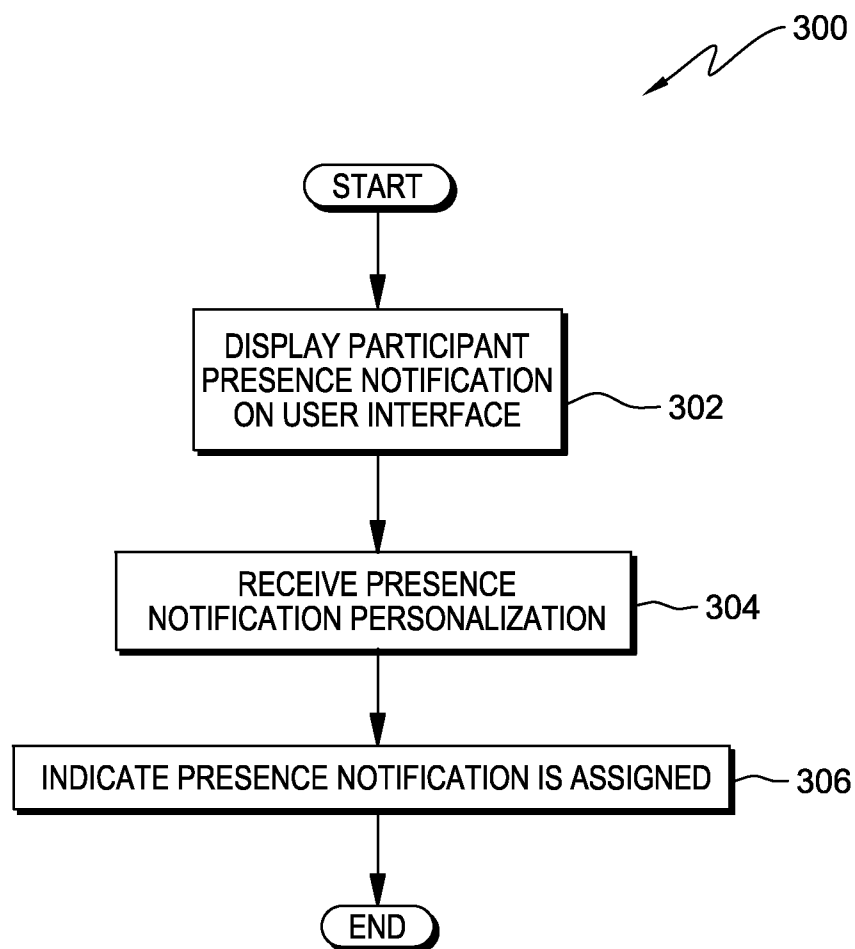 300
START
DISPLAY PARTICIPANT
PRESENCE NOTIFICATION
ON USER INTERFACE
302
RECEIVE PRESENCE
NOTIFICATION PERSONALIZATION
304
INDICATE PRESENCE NOTIFICATION IS ASSIGNED
306
END